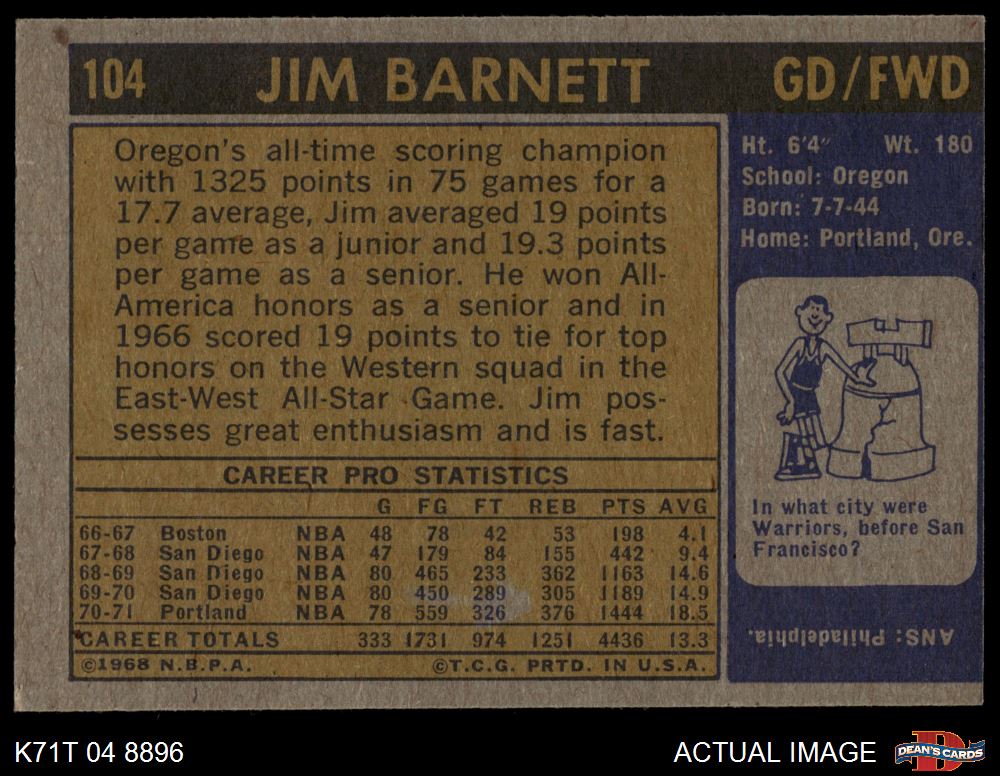 104 JIM BARNETT GD/FWD
Oregon's all-time scoring champion
with 1325 points in 75 games for a
17.7 average, Jim averaged 19 points
per game as a junior and 19.3 points
per game as a senior. He won All-
America honors as a senior and in
1966 scored 19 points to tie for top
honors on the Western squad in the
East-West All-Star Game. Jim pos-
sesses great enthusiasm and is fast.
CAREER PRO STATISTICS
G FG FT REB PTS AVG
66-67 Boston NBA 48 78 42 53 198 4.1
67-68 San Diego NBA 47 179 84 155 442 9.4
68-69 San Diego NBA 80 465 233 362 1163 14.6
69-70 San Diego NBA 80 450 289 305 1189 14.9
70-71 Portland NBA 78 559 326 376 1444 18.5
CAREER TOTALS 333 1731 974 1251 4436 13.3
©1968 N.B.P.A. ©T.C.G. PRTD. IN U.S.A.
Ht. 6'4" Wt. 180
School: Oregon
Born: 7-7-44
Home: Portland, Ore.
In what city were
Warriors, before San
Francisco?
ANS: Philadelphia.
K71T 04 8896 ACTUAL IMAGE
D
DEAN'S CARDS